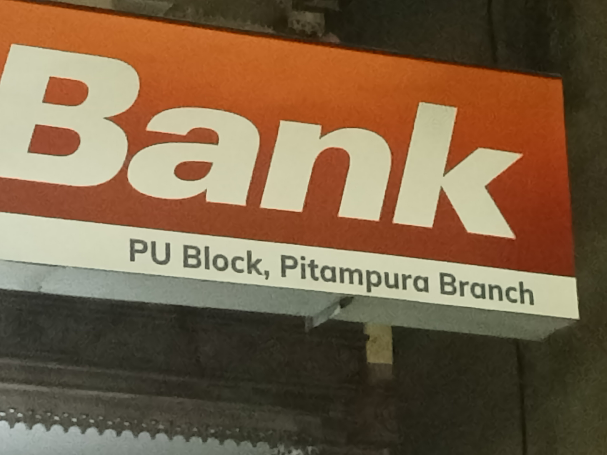 Bank
PU Block, Pitampura Branch